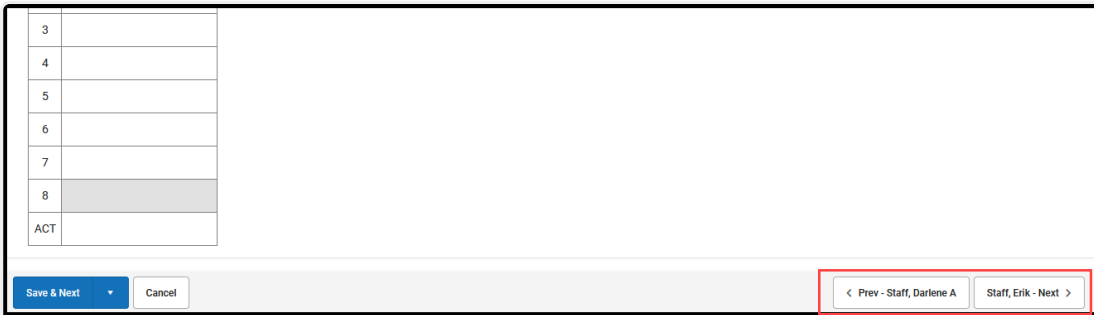 3
4
5
6
7
8
ACT
Save & Next
Cancel
Prev - Staff, Darlene A
Staff, Erik - Next